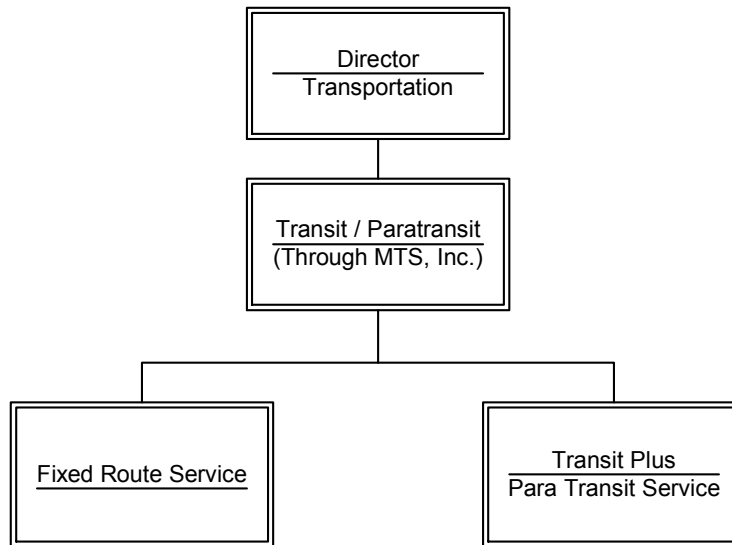 Director
Transportation
Transit / Paratransit
(Through MTS, Inc.)
Fixed Route Service
Transit Plus
Para Transit Service